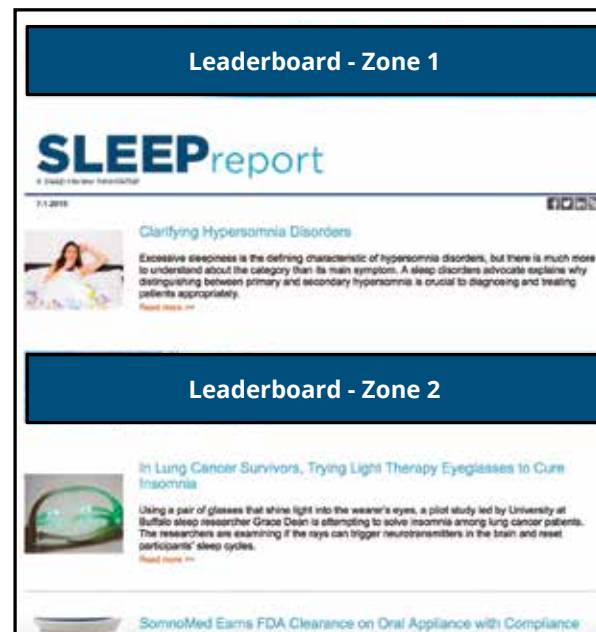 Leaderboard - Zone 1
SLEEPreport
A Sleep Review Newsletter
7.1.2015
Clarifying Hypersomnia Disorders
Excessive sleepiness is the defining characteristic of hypersomnia disorders, but there is much more
to understand about the category than its main symptom. A sleep disorders advocate explains why
distinguishing between primary and secondary hypersomnia is crucial to diagnosing and treating
patients appropriately.
Read more >>
Leaderboard - Zone 2
In Lung Cancer Survivors, Trying Light Therapy Eyeglasses to Cure
Insomnia
Using a pair of glasses that shine light into the wearer's eyes, a pilot study led by University at
Buffalo sleep researcher Grace Dean is attempting to solve insomnia among lung cancer patients.
The researchers are examining if the rays can trigger neurotransmitters in the brain and reset
participants' sleep cycles.
Read more >>
SomnoMed Earns FDA Clearance on Oral Appliance with Compliance